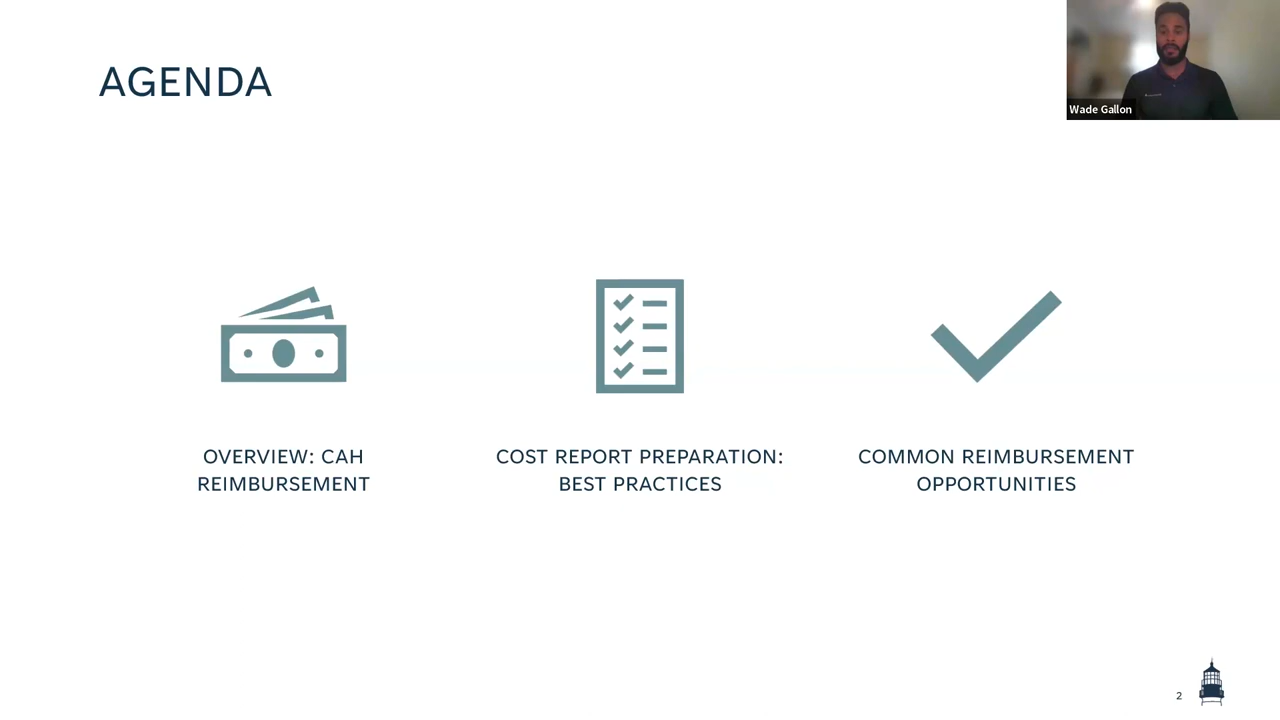 AGENDA
Wade Gallon
OVERVIEW: CAH
REIMBURSEMENT
COST REPORT PREPARATION:
BEST PRACTICES
COMMON REIMBURSEMENT
OPPORTUNITIES
2